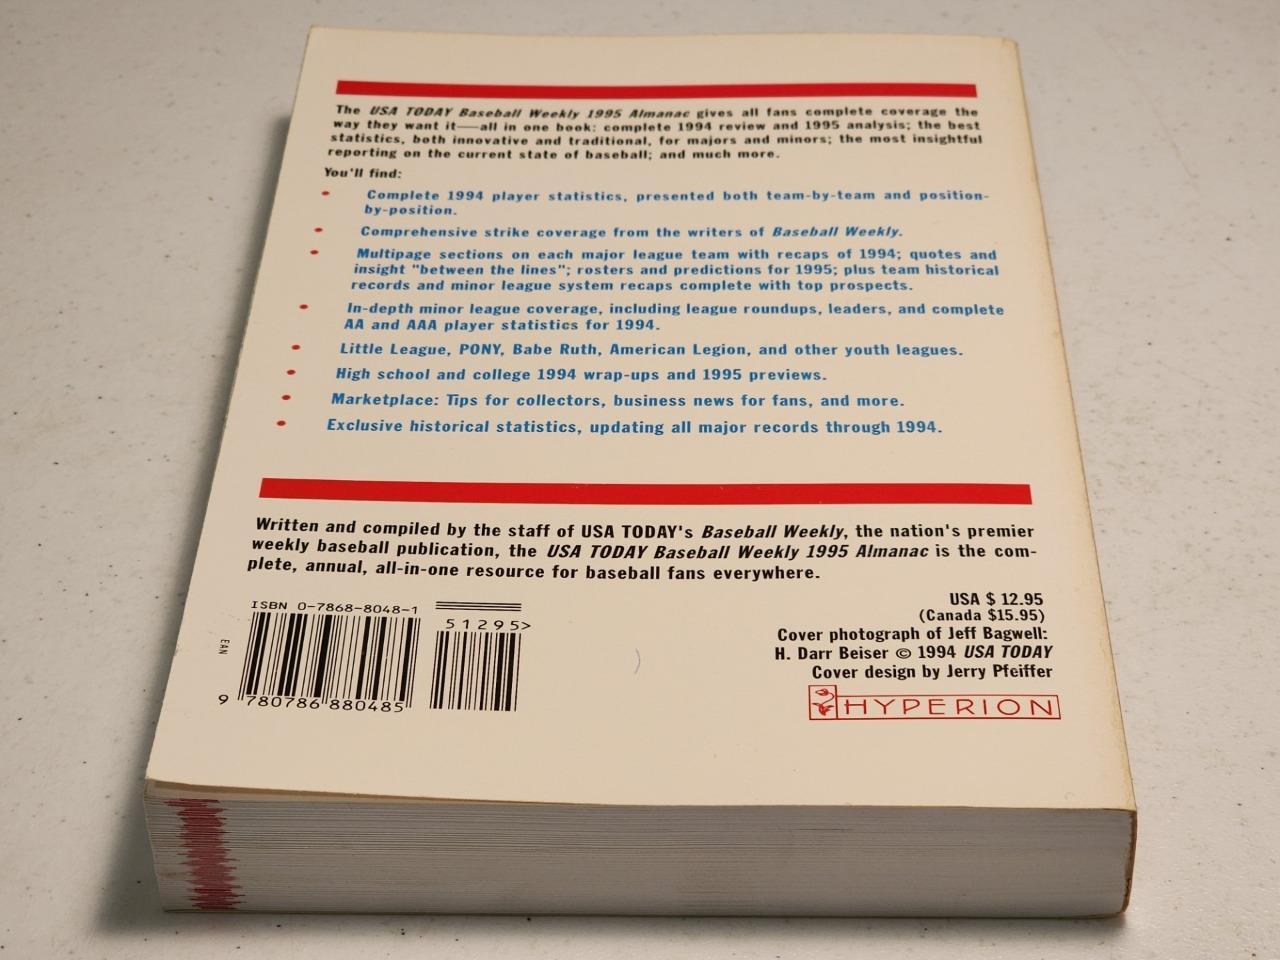 The USA TODAY Baseball Weekly 1995 Almanac gives all fans complete coverage the
way they want it—all in one book: complete 1994 review and 1995 analysis; the best
statistics, both innovative and traditional, for majors and minors; the most insightful
reporting on the current state of baseball; and much more.
You'll find:
• Complete 1994 player statistics, presented both team-by-team and position-
by-position.
• Comprehensive strike coverage from the writers of Baseball Weekly.
• Multipage sections on each major league team with recaps of 1994; quotes and
insight "between the lines"; rosters and predictions for 1995; plus team historical
records and minor league system recaps complete with top prospects.
• In-depth minor league coverage, including league roundups, leaders, and complete
AA and AAA player statistics for 1994.
• Little League, PONY, Babe Ruth, American Legion, and other youth leagues.
• High school and college 1994 wrap-ups and 1995 previews.
• Marketplace: Tips for collectors, business news for fans, and more.
• Exclusive historical statistics, updating all major records through 1994.
Written and compiled by the staff of USA TODAY's Baseball Weekly, the nation's premier
weekly baseball publication, the USA TODAY Baseball Weekly 1995 Almanac is the com-
plete, annual, all-in-one resource for baseball fans everywhere.
ISBN 0-7868-8048-1
51295>
EAN
9 780786 880485
USA $ 12.95
(Canada $15.95)
Cover photograph of Jeff Bagwell:
H. Darr Beiser © 1994 USA TODAY
Cover design by Jerry Pfeiffer
HYPERION